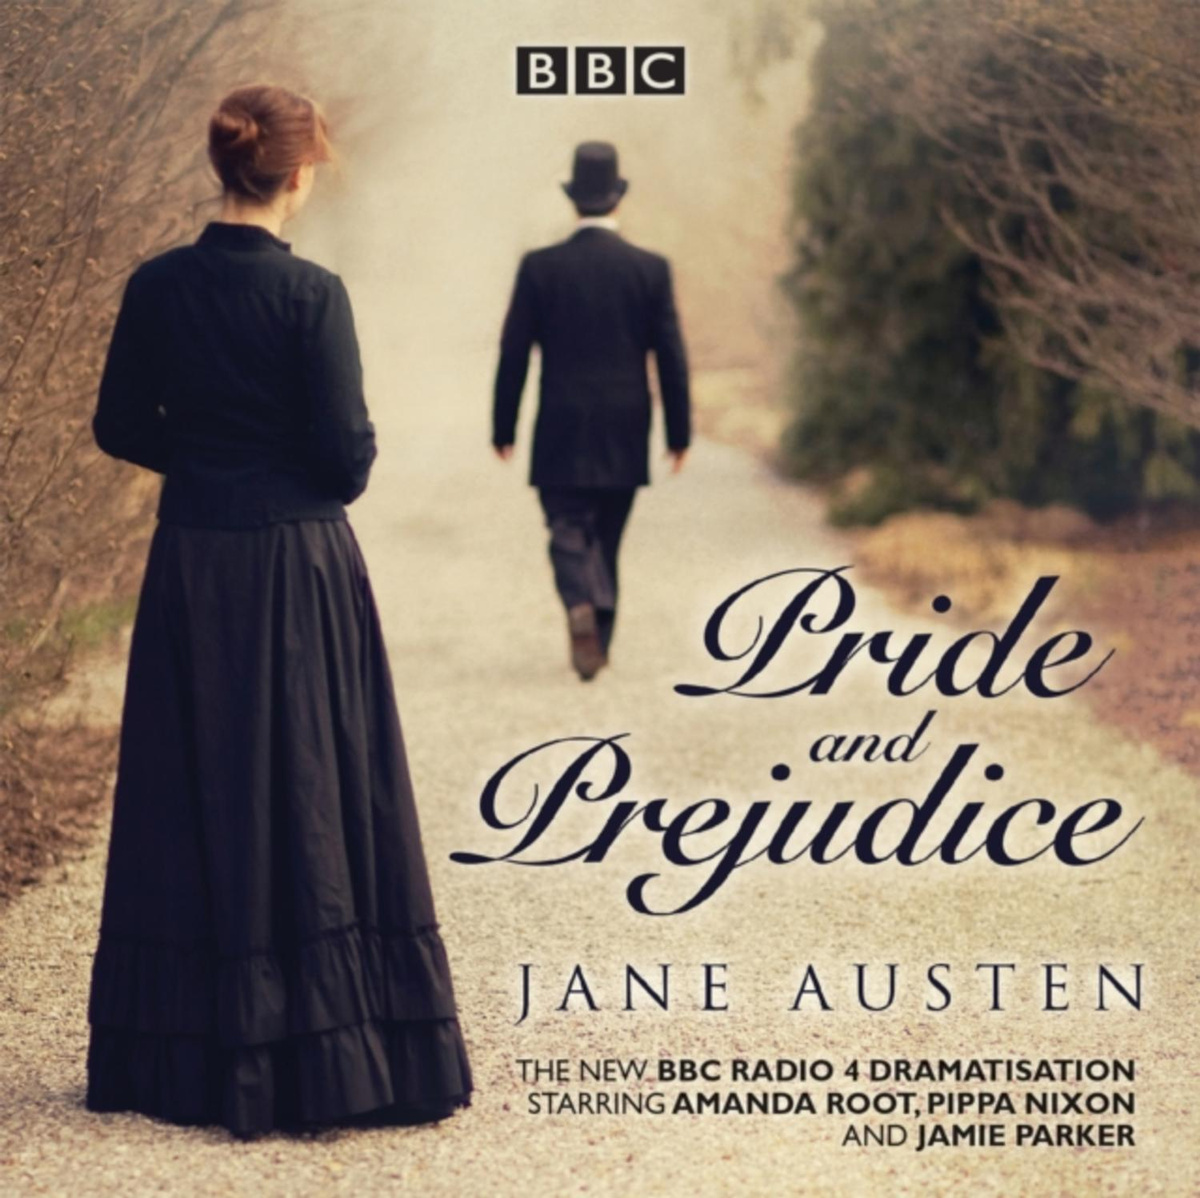 BBC
Pride
and
Prejudice
JANE AUSTEN
THE NEW BBC RADIO 4 DRAMATISATION
STARRING AMANDA ROOT, PIPPA NIXON
AND JAMIE PARKER